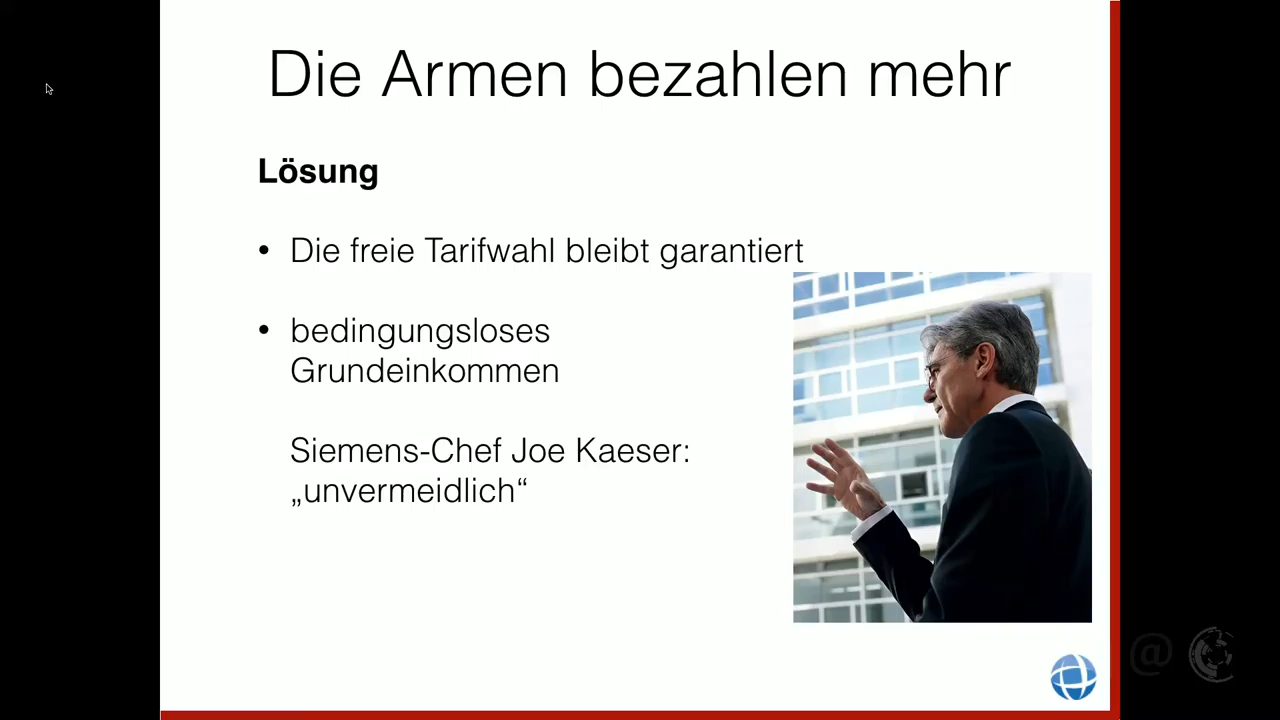 Die Armen bezahlen mehr
Lösung
• Die freie Tarifwahl bleibt garantiert
• bedingungsloses
Grundeinkommen
Siemens-Chef Joe Kaeser:
„unvermeidlich“
@